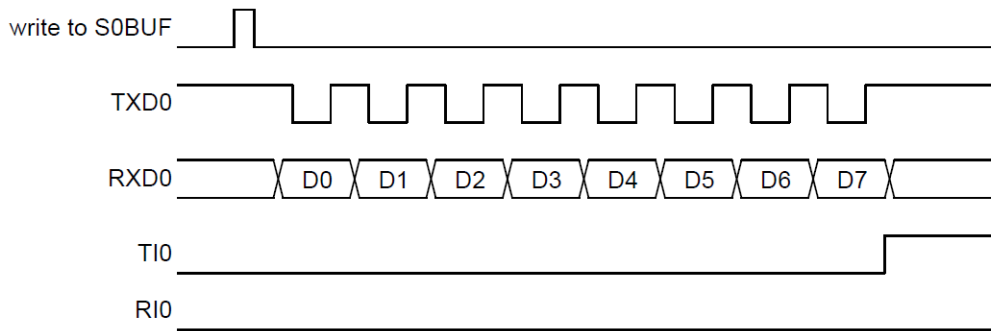 write to S0BUF
TXD0
RXD0 D0 D1 D2 D3 D4 D5 D6 D7
TI0
RI0